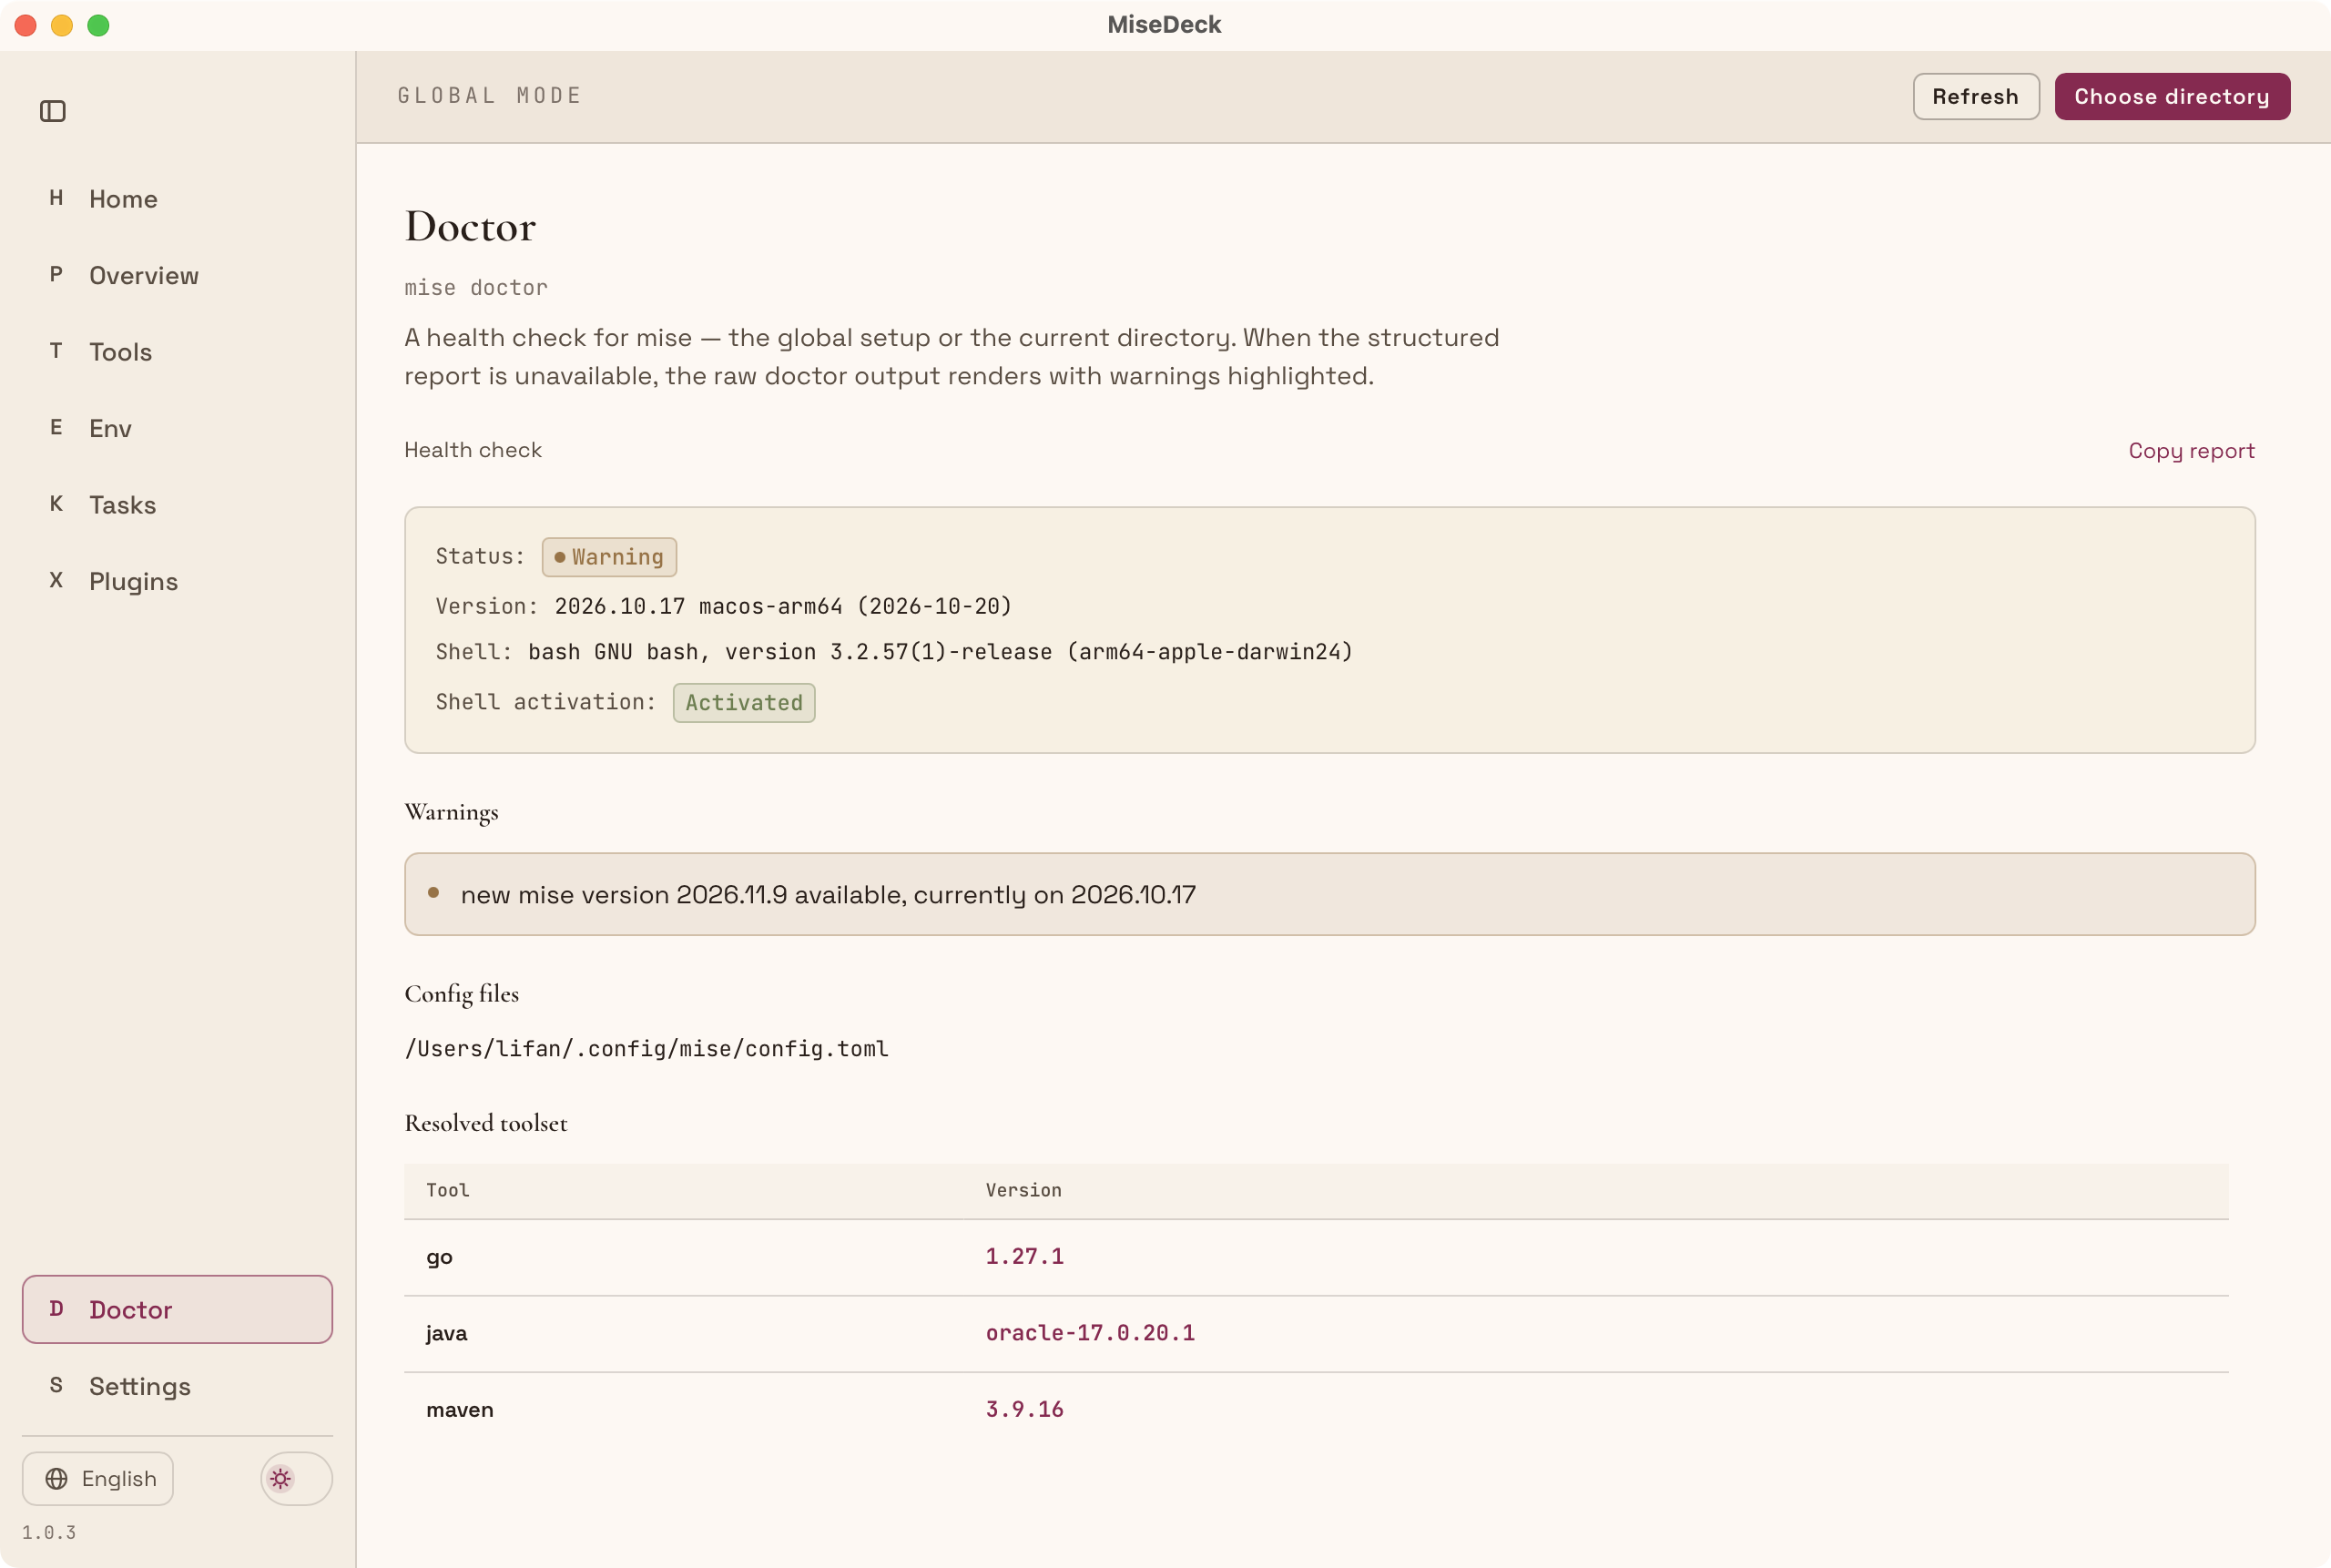 MiseDeck
GLOBAL MODE
Refresh
Choose directory
H Home
P Overview
T Tools
E Env
K Tasks
X Plugins
D Doctor
S Settings
English
1.0.3
Doctor
mise doctor
A health check for mise — the global setup or the current directory. When the structured
report is unavailable, the raw doctor output renders with warnings highlighted.
Health check
Copy report
Status: Warning
Version: 2026.10.17 macos-arm64 (2026-10-20)
Shell: bash GNU bash, version 3.2.57(1)-release (arm64-apple-darwin24)
Shell activation: Activated
Warnings
new mise version 2026.11.9 available, currently on 2026.10.17
Config files
/Users/lifan/.config/mise/config.toml
Resolved toolset
Tool Version
go 1.27.1
java oracle-17.0.20.1
maven 3.9.16